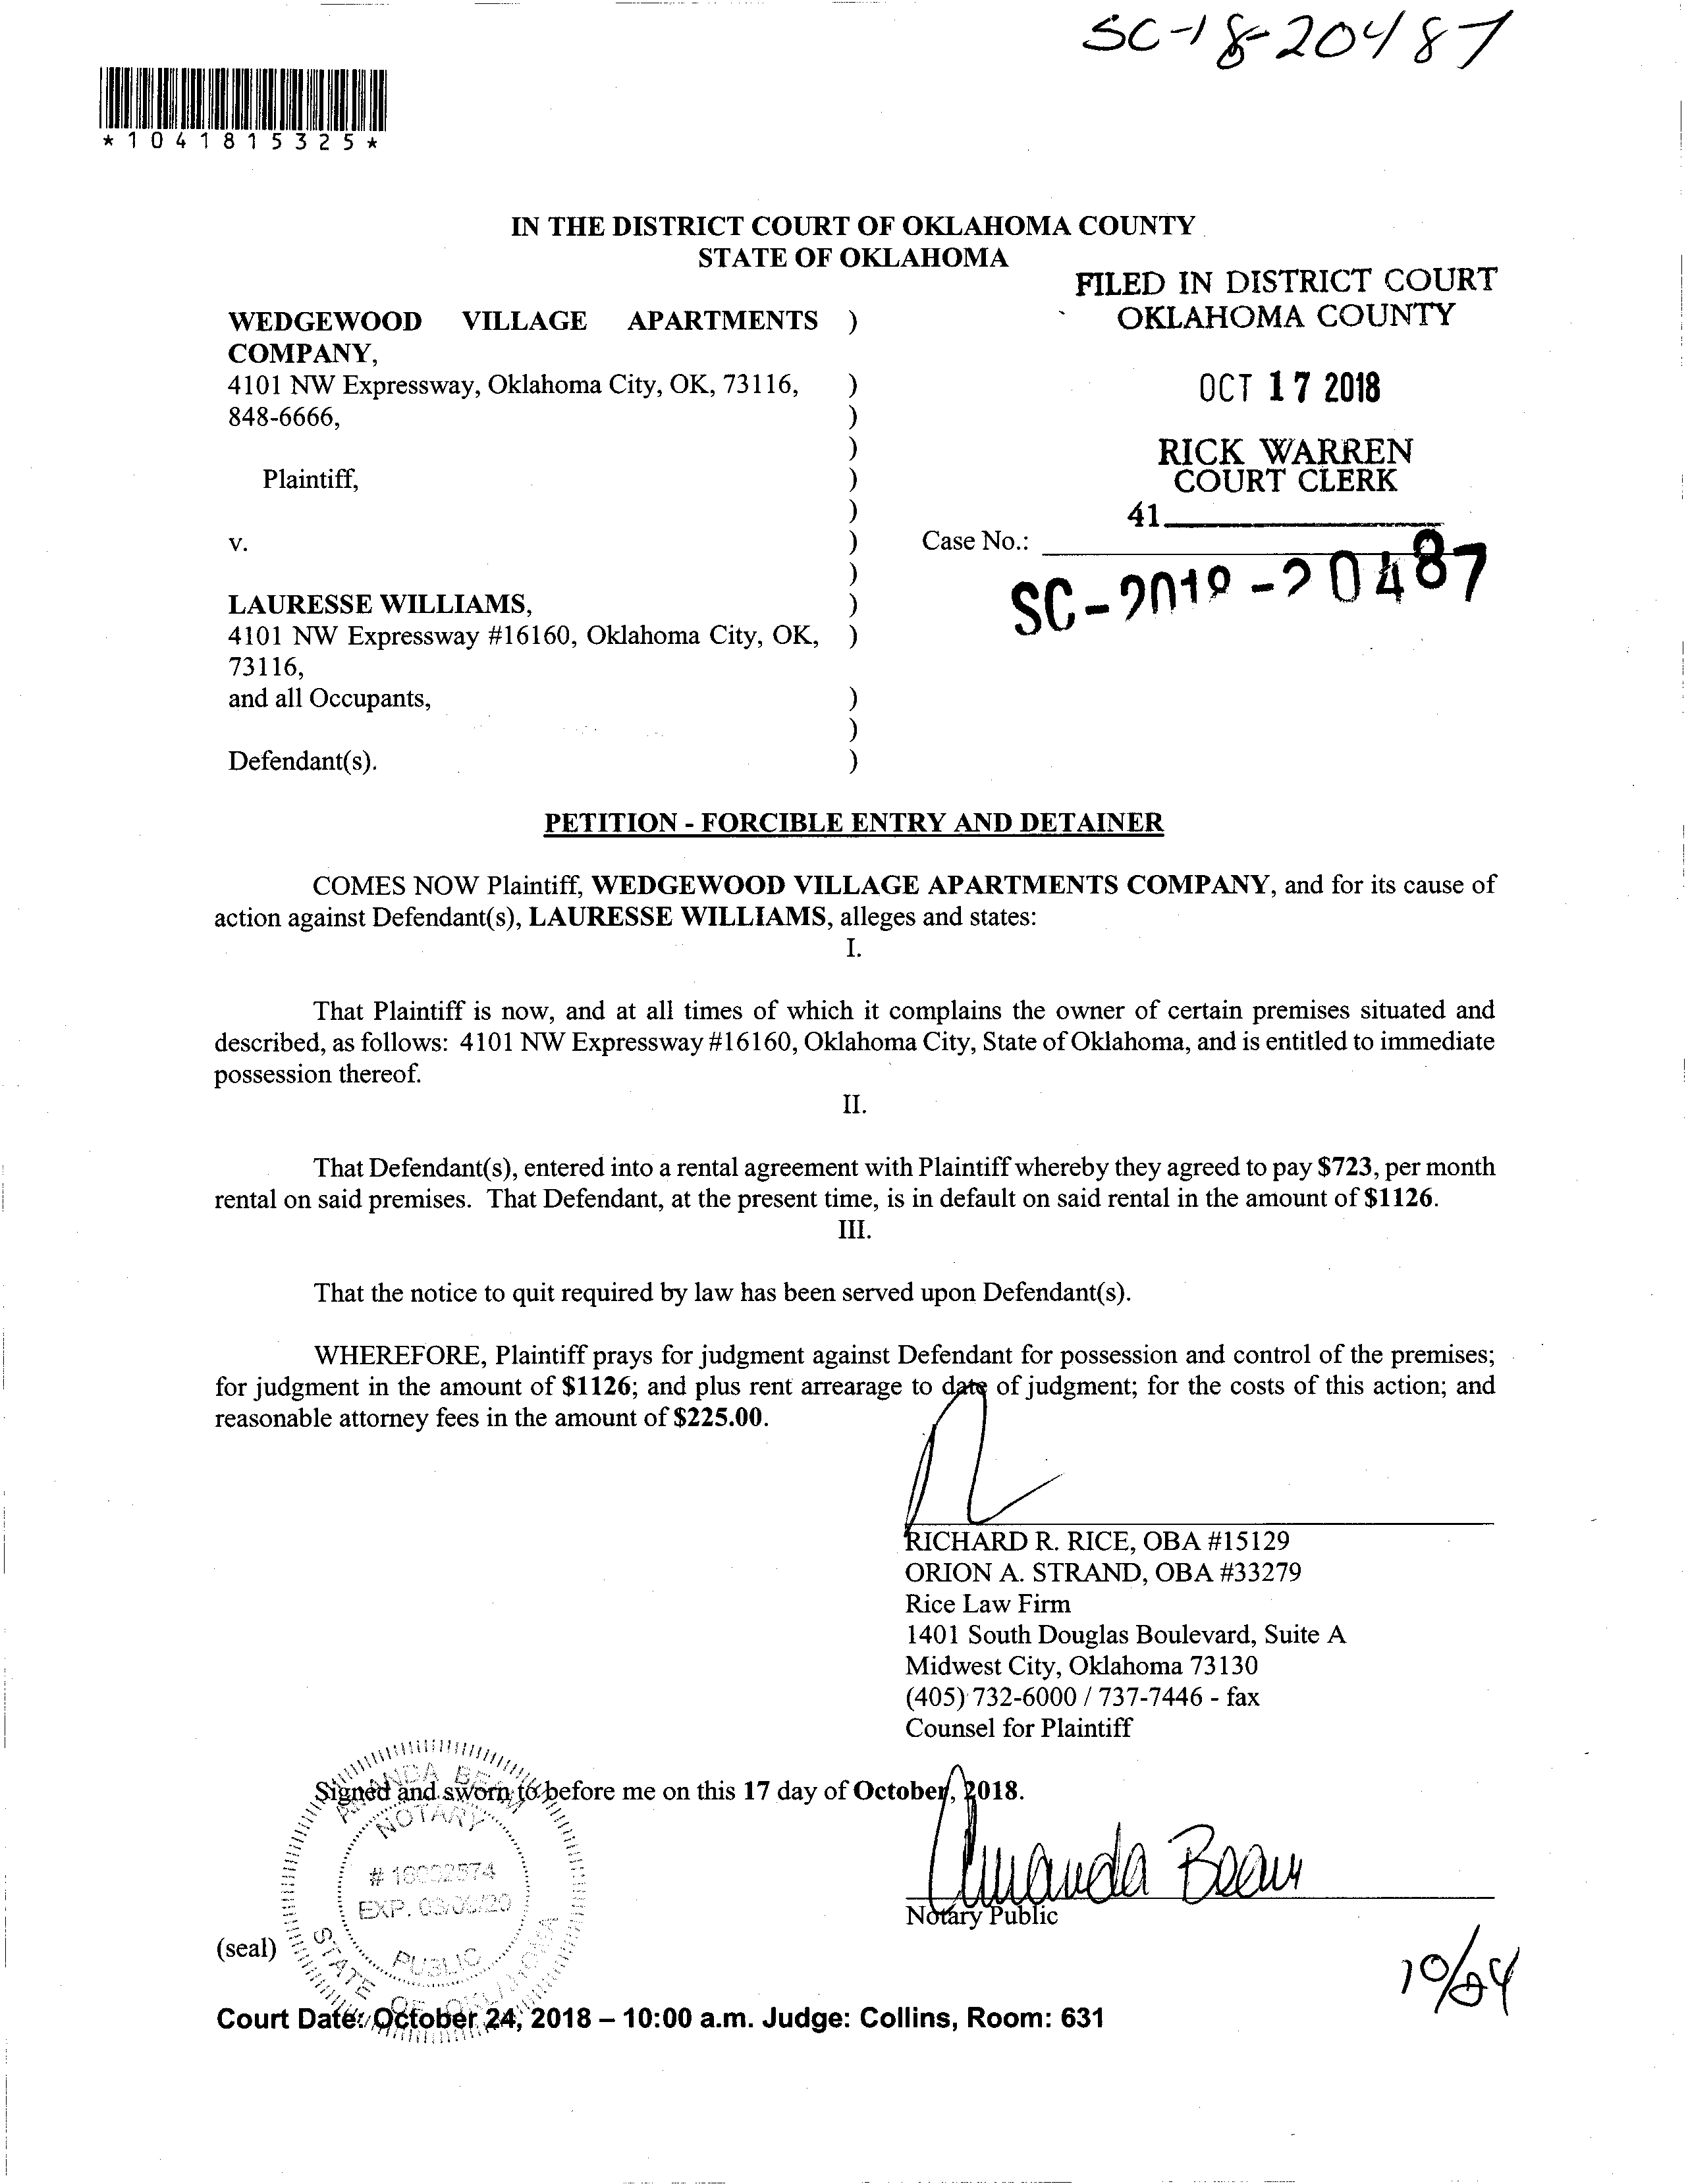 SC-18-20487
*1041815325*
IN THE DISTRICT COURT OF OKLAHOMA COUNTY
STATE OF OKLAHOMA
FILED IN DISTRICT COURT
OKLAHOMA COUNTY
OCT 17 2018
RICK WARREN
COURT CLERK
41
WEDGEWOOD VILLAGE APARTMENTS )
COMPANY,
4101 NW Expressway, Oklahoma City, OK, 73116, )
848-6666, )
)
Plaintiff, )
)
v. )
Case No.:
SC-2018-20487
)
LAURESSE WILLIAMS, )
4101 NW Expressway #16160, Oklahoma City, OK, )
73116,
and all Occupants, )
)
Defendant(s). )
PETITION - FORCIBLE ENTRY AND DETAINER
COMES NOW Plaintiff, WEDGEWOOD VILLAGE APARTMENTS COMPANY, and for its cause of
action against Defendant(s), LAURESSE WILLIAMS, alleges and states:
I.
That Plaintiff is now, and at all times of which it complains the owner of certain premises situated and
described, as follows: 4101 NW Expressway #16160, Oklahoma City, State of Oklahoma, and is entitled to immediate
possession thereof.
II.
That Defendant(s), entered into a rental agreement with Plaintiff whereby they agreed to pay $723, per month
rental on said premises. That Defendant, at the present time, is in default on said rental in the amount of $1126.
III.
That the notice to quit required by law has been served upon Defendant(s).
WHEREFORE, Plaintiff prays for judgment against Defendant for possession and control of the premises;
for judgment in the amount of $1126; and plus rent arrearage to date of judgment; for the costs of this action; and
reasonable attorney fees in the amount of $225.00.
RICHARD R. RICE, OBA #15129
ORION A. STRAND, OBA #33279
Rice Law Firm
1401 South Douglas Boulevard, Suite A
Midwest City, Oklahoma 73130
(405) 732-6000 / 737-7446 - fax
Counsel for Plaintiff
Signed and sworn to before me on this 17 day of October, 2018.
AMANDA BEAM
NOTARY
EXP.
PUBLIC
STATE OF OKLAHOMA
Amanda Beam
Notary Public
(seal)
10/24
Court Date: October 24, 2018 – 10:00 a.m. Judge: Collins, Room: 631